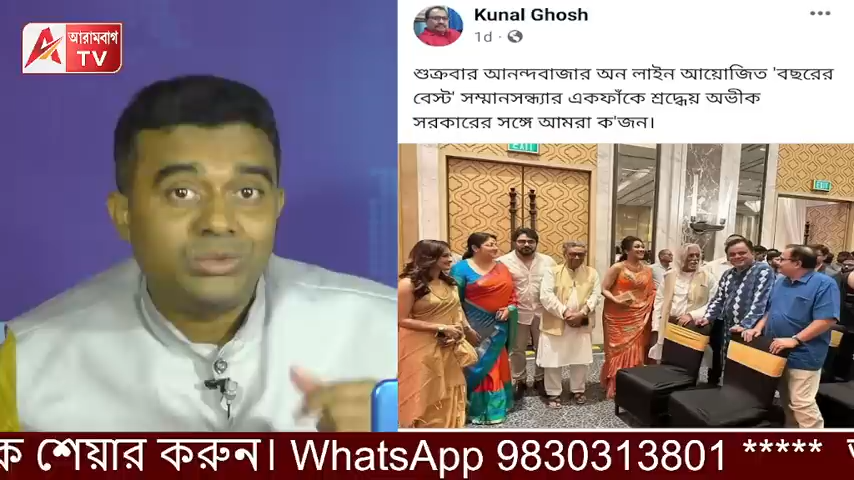 আরামবাগ
TV
Kunal Ghosh
1d
শুক্রবার আনন্দবাজার অন লাইন আয়োজিত 'বছরের
বেস্ট' সম্মানসন্ধ্যার একফাঁকে শ্রদ্ধেয় অভীক
সরকারের সঙ্গে আমরা ক'জন।
EXIT
ক শেয়ার করুন। WhatsApp 9830313801 *****